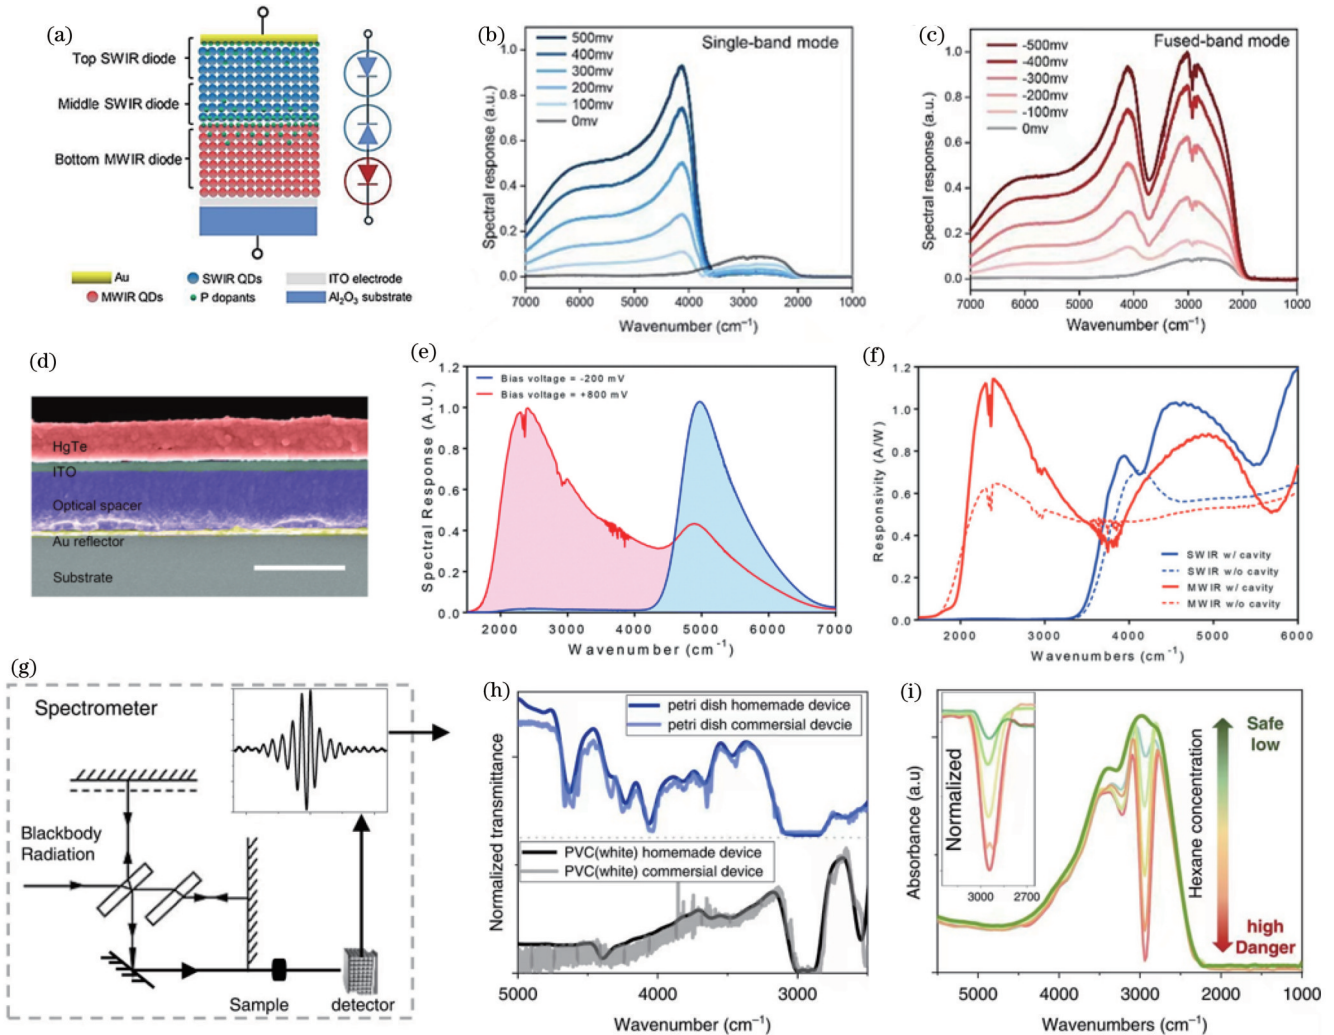 (a)
Top SWIR diode
Middle SWIR diode
Bottom MWIR diode
Au
SWIR QDs
ITO electrode
MWIR QDs
P dopants
Al₂O₃ substrate
(b)
Single-band mode
500mv
400mv
300mv
200mv
100mv
0mv
Spectral response (a.u.)
1.0
0.8
0.6
0.4
0.2
0.0
7000 6000 5000 4000 3000 2000 1000
Wavenumber (cm⁻¹)
(c)
Fused-band mode
-500mv
-400mv
-300mv
-200mv
-100mv
0mv
Spectral response (a.u.)
1.0
0.8
0.6
0.4
0.2
0.0
7000 6000 5000 4000 3000 2000 1000
Wavenumber (cm⁻¹)
(d)
HgTe
ITO
Optical spacer
Au reflector
Substrate
(e)
Bias voltage = -200 mV
Bias voltage = +800 mV
Spectral Response (A.U.)
1.2
1.0
0.8
0.6
0.4
0.2
0.0
2000 3000 4000 5000 6000 7000
Wavenumber (cm⁻¹)
(f)
Responsivity (A/W)
1.2
1.0
0.8
0.6
0.4
0.2
0.0
SWIR w/ cavity
SWIR w/o cavity
MWIR w/ cavity
MWIR w/o cavity
2000 3000 4000 5000 6000
Wavenumbers (cm⁻¹)
(g)
Spectrometer
Blackbody
Radiation
Sample
detector
(h)
petri dish homemade device
petri dish commersial devcie
PVC(white) homemade device
PVC(white) commersial device
Normalized transmittance
5000 4000 3000
Wavenumber (cm⁻¹)
(i)
Normalized
3000 2700
Safe
low
Hexane concentration
high
Danger
Absorbance (a.u)
5000 4000 3000 2000 1000
Wavenumbers (cm⁻¹)